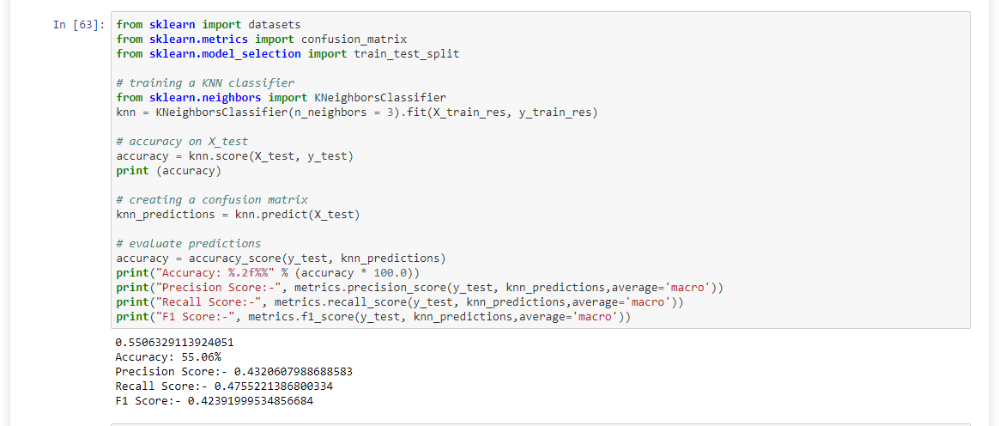 In [63]: from sklearn import datasets
from sklearn.metrics import confusion_matrix
from sklearn.model_selection import train_test_split
# training a KNN classifier
from sklearn.neighbors import KNeighborsClassifier
knn = KNeighborsClassifier(n_neighbors = 3).fit(X_train_res, y_train_res)
# accuracy on X_test
accuracy = knn.score(X_test, y_test)
print (accuracy)
# creating a confusion matrix
knn_predictions = knn.predict(X_test)
# evaluate predictions
accuracy = accuracy_score(y_test, knn_predictions)
print("Accuracy: %.2f%%" % (accuracy * 100.0))
print("Precision Score:-", metrics.precision_score(y_test, knn_predictions,average='macro'))
print("Recall Score:-", metrics.recall_score(y_test, knn_predictions,average='macro'))
print("F1 Score:-", metrics.f1_score(y_test, knn_predictions,average='macro'))
0.5506329113924051
Accuracy: 55.06%
Precision Score:- 0.4320607988688583
Recall Score:- 0.4755221386800334
F1 Score:- 0.42391999534856684